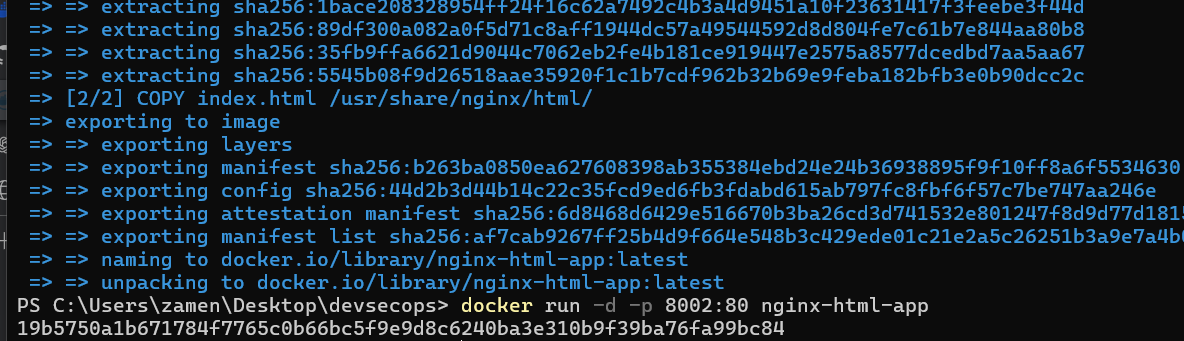 => => extracting sha256:1bace208328954ff24f16c62a7492c4b3a4d9451a10f23631417f3feebe3f44d
=> => extracting sha256:89df300a082a0f5d71c8aff1944dc57a49544592d8d804fe7c61b7e844aa80b8
=> => extracting sha256:35fb9ffa6621d9044c7062eb2fe4b181ce919447e2575a8577dcedbd7aa5aa67
=> => extracting sha256:5545b08f9d26518aae35920f1c1b7cdf962b32b69e9feba182bfb3e0b90dcc2c
=> [2/2] COPY index.html /usr/share/nginx/html/
=> exporting to image
=> => exporting layers
=> => exporting manifest sha256:b263ba0850ea627608398ab355384ebd24e24b36938895f9f10ff8a6f5534630
=> => exporting config sha256:44d2b3d44b14c22c35fcd9ed6fb3fdabd615ab797fc8fbf6f57c7be747aa246e
=> => exporting attestation manifest sha256:6d8468d6429e516670b3ba26cd3d741532e801247f8d9d77d1815
=> => exporting manifest list sha256:af7cab9267ff25b4d9f664e548b3c429ede01c21e2a5c26251b3a9e7a4b
=> => naming to docker.io/library/nginx-html-app:latest
=> => unpacking to docker.io/library/nginx-html-app:latest
PS C:\Users\zamen\Desktop\devsecops> docker run -d -p 8002:80 nginx-html-app
19b5750a1b671784f7765c0b66bc5f9e9d8c6240ba3e310b9f39ba76fa99bc84